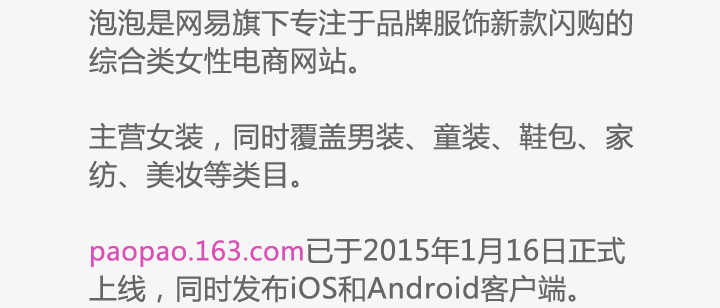 泡泡是网易旗下专注于品牌服饰新款闪购的
综合类女性电商网站。
主营女装，同时覆盖男装、童装、鞋包、家
纺、美妆等类目。
paopao.163.com已于2015年1月16日正式
上线，同时发布iOS和Android客户端。